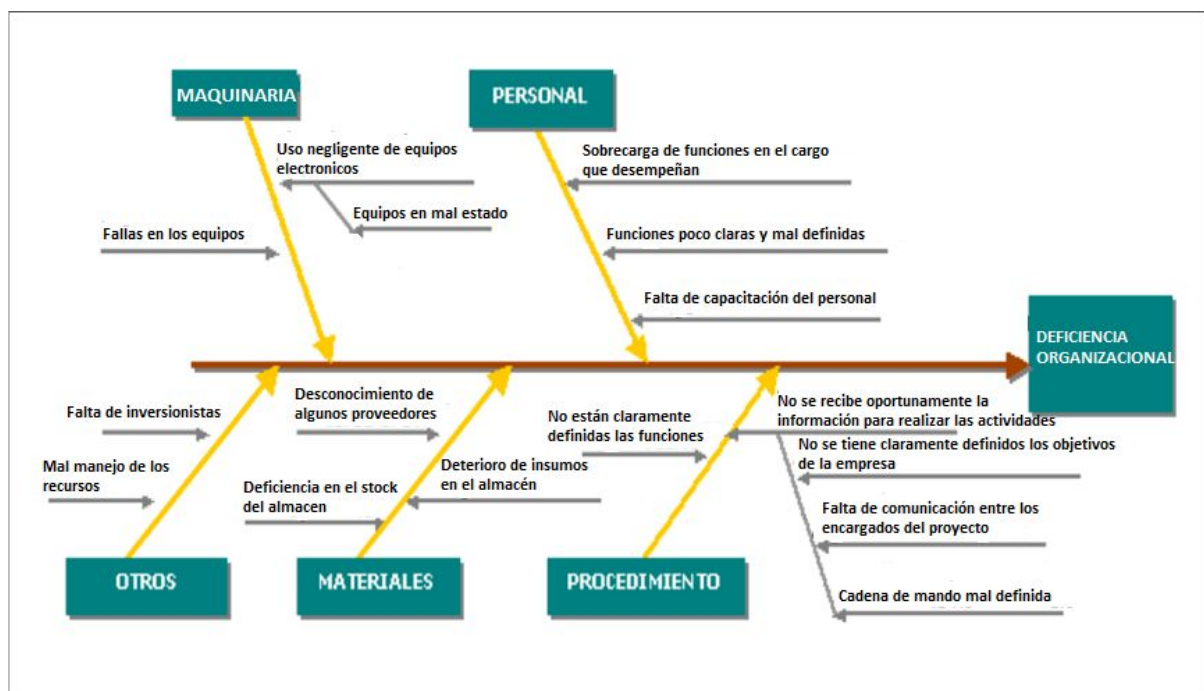 MAQUINARIA
PERSONAL
Uso negligente de equipos
electronicos
Equipos en mal estado
Fallas en los equipos
Sobrecarga de funciones en el cargo
que desempeñan
Funciones poco claras y mal definidas
Falta de capacitación del personal
DEFICIENCIA
ORGANIZACIONAL
Falta de inversionistas
Mal manejo de los
recursos
Desconocimiento de
algunos proveedores
Deterioro de insumos
en el almacén
Deficiencia en el stock
del almacen
No están claramente
definidas las funciones
No se recibe oportunamente la
información para realizar las actividades
No se tiene claramente definidos los objetivos
de la empresa
Falta de comunicación entre los
encargados del proyecto
Cadena de mando mal definida
OTROS
MATERIALES
PROCEDIMIENTO